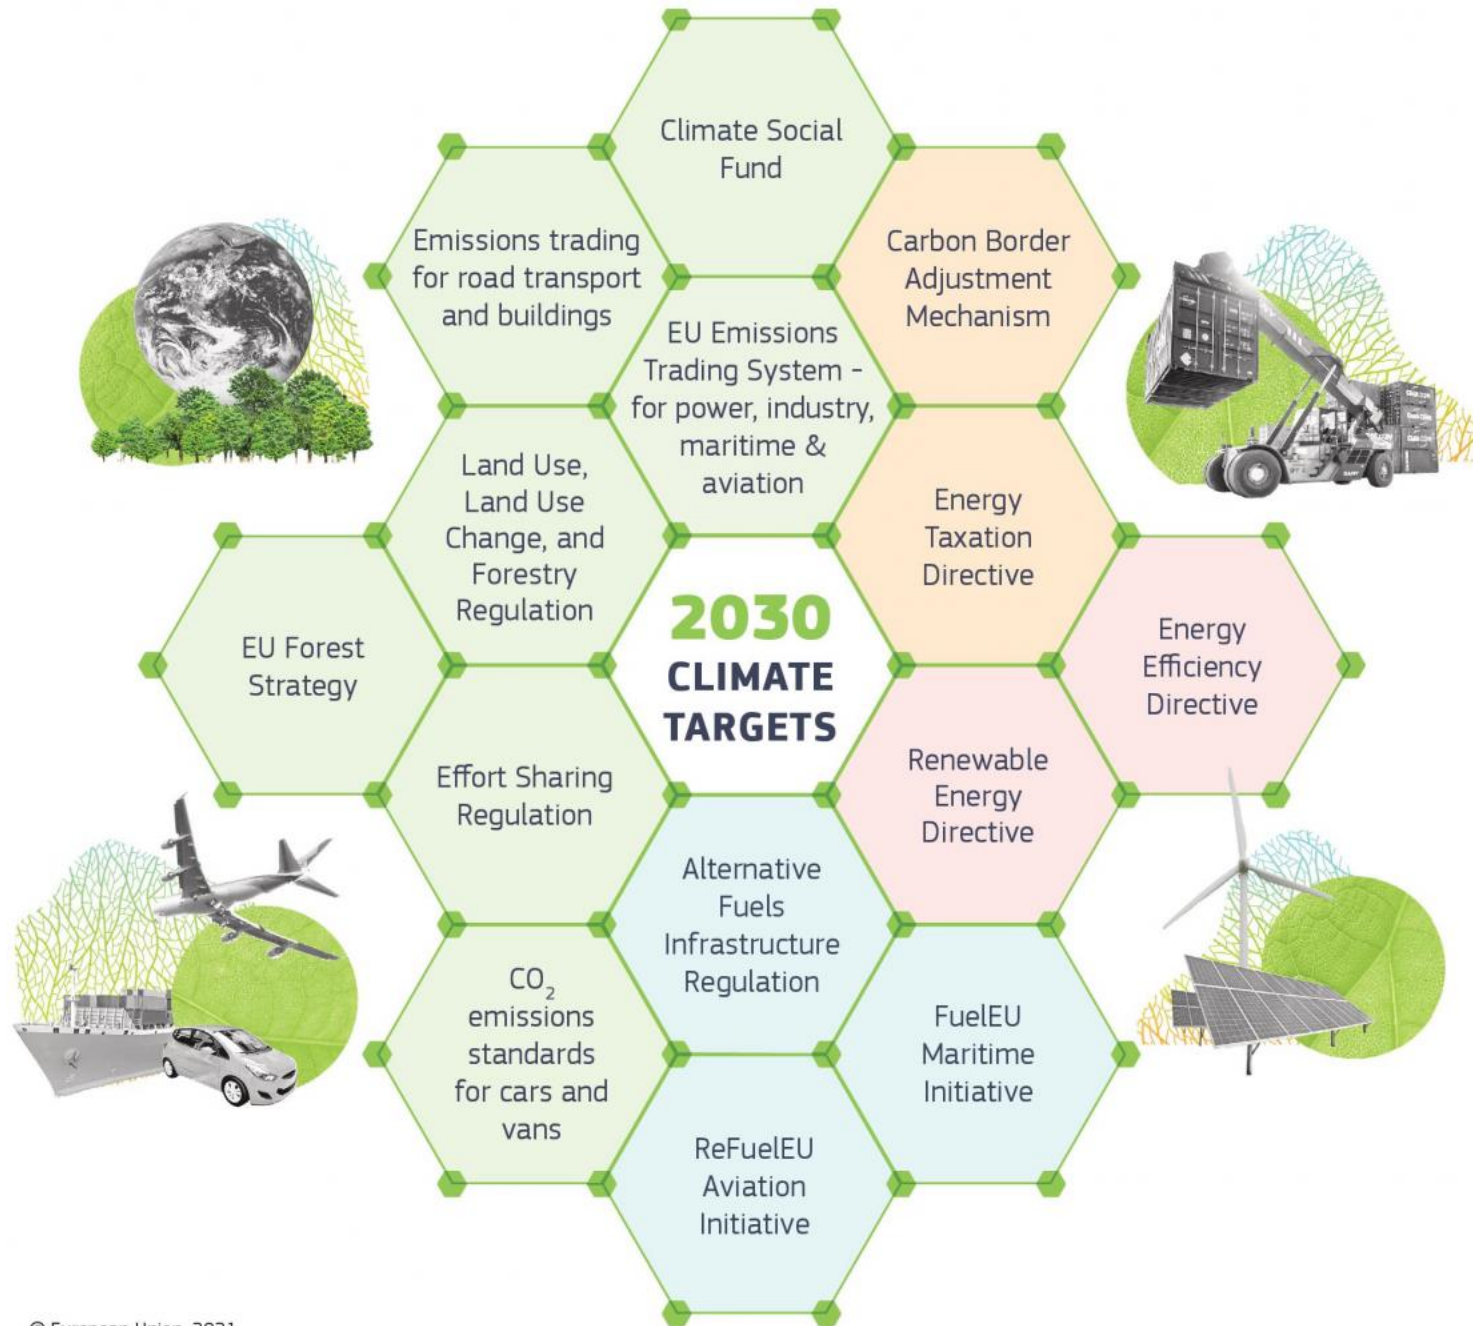 Climate Social
Fund
Emissions trading
for road transport
and buildings
Carbon Border
Adjustment
Mechanism
EU Emissions
Trading System -
for power, industry,
maritime &
aviation
Land Use,
Land Use
Change, and
Forestry
Regulation
Energy
Taxation
Directive
2030
CLIMATE
TARGETS
EU Forest
Strategy
Energy
Efficiency
Directive
Effort Sharing
Regulation
Renewable
Energy
Directive
Alternative
Fuels
Infrastructure
Regulation
CO₂
emissions
standards
for cars and
vans
FuelEU
Maritime
Initiative
ReFuelEU
Aviation
Initiative
© European Union, 2021